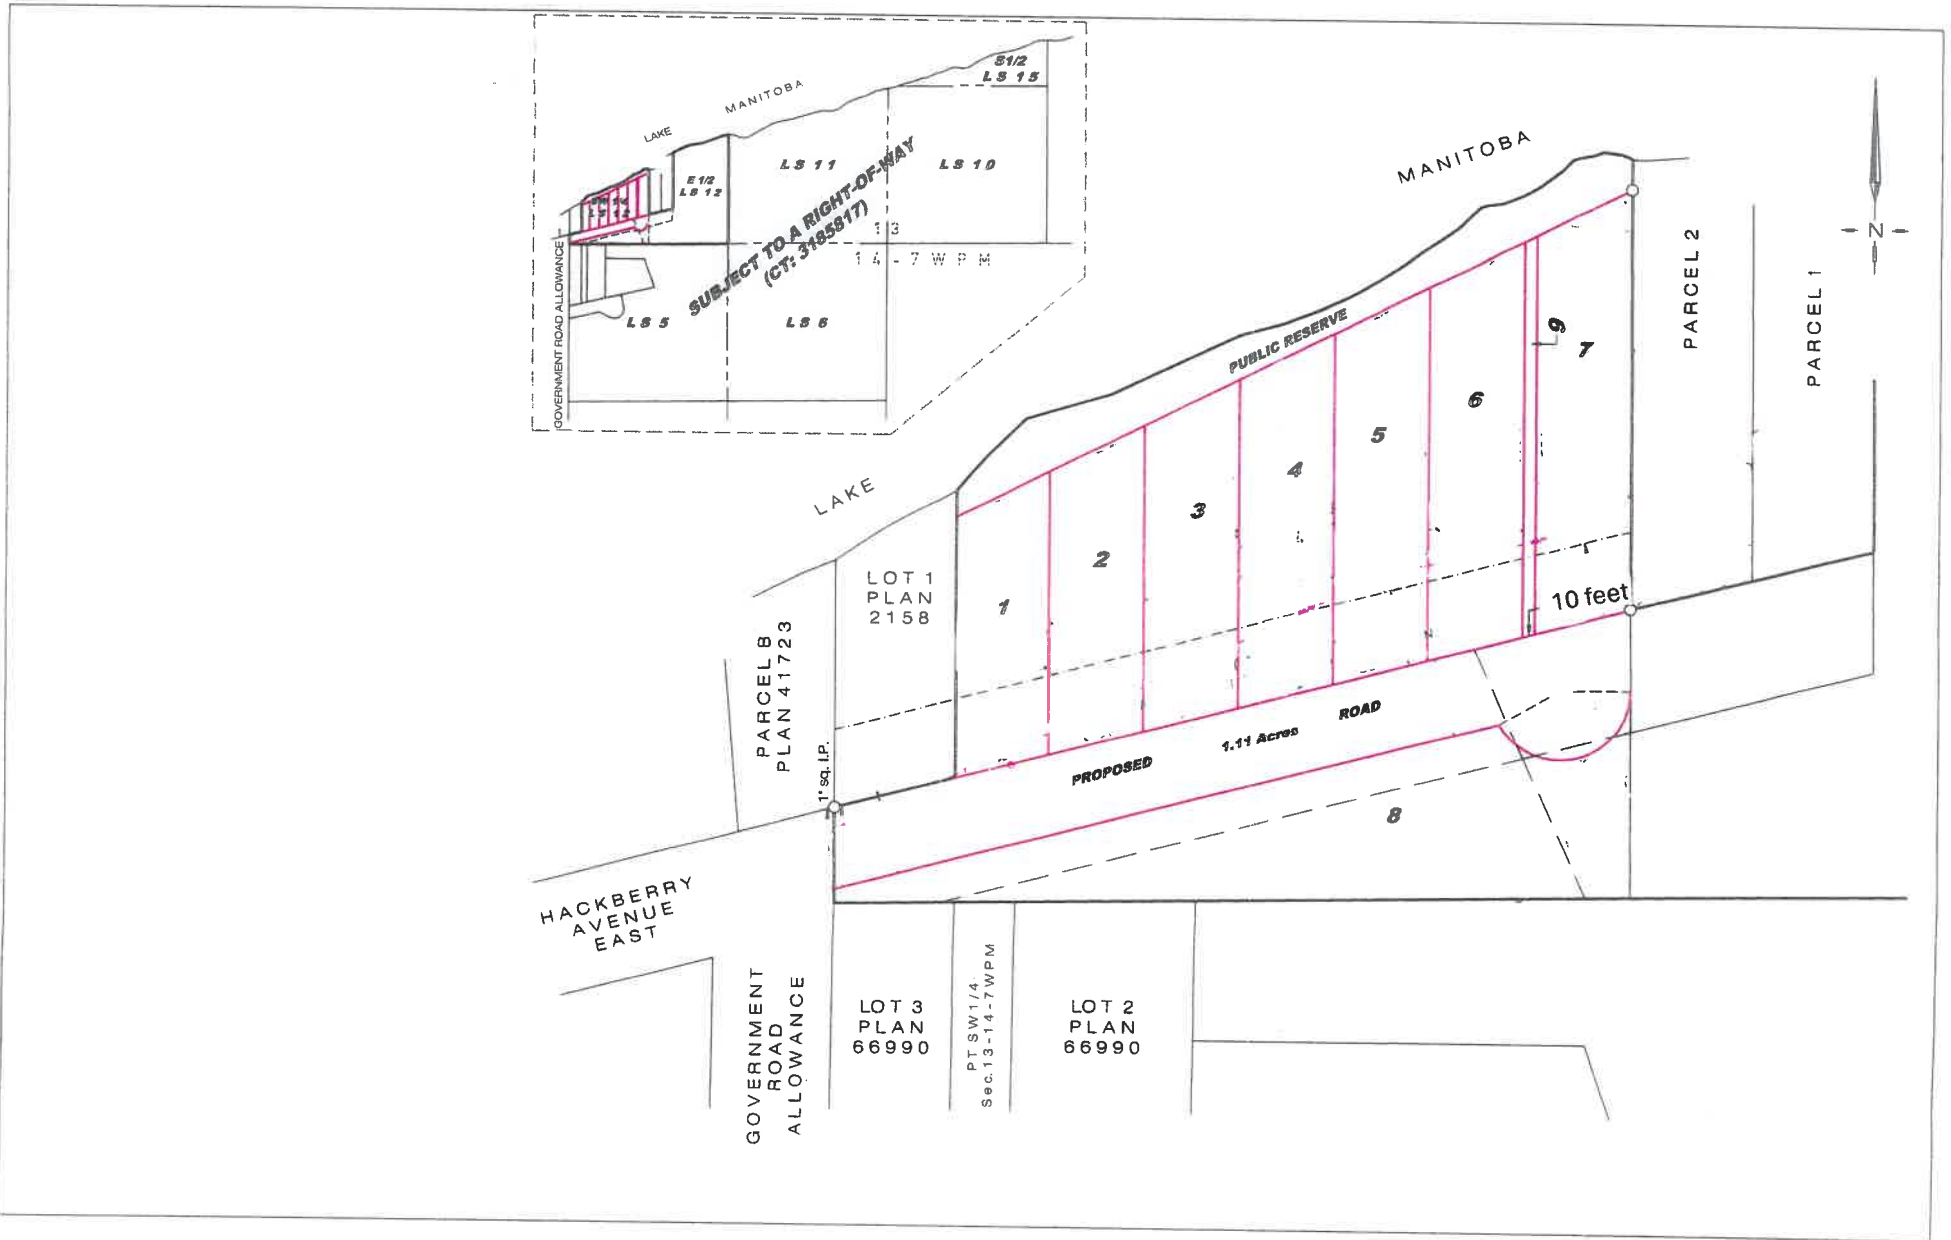 S1/2
LS 15
MANITOBA
LAKE
LS 11
LS 10
E1/2
LS 12
SUBJECT TO A RIGHT-OF-WAY
(CT: 3185817)
13
14-7 WPM
GOVERNMENT ROAD ALLOWANCE
LS 5
LS 6
MANITOBA
N
PARCEL 2
PARCEL 1
PUBLIC RESERVE
9
7
6
5
4
3
2
1
LAKE
LOT 1
PLAN
2158
10 feet
PARCEL B
PLAN 41723
1" sq. I.P.
PROPOSED
1.11 Acres
ROAD
8
HACKBERRY
AVENUE
EAST
GOVERNMENT
ROAD
ALLOWANCE
LOT 3
PLAN
66990
PT SW1/4
Sec.13-14-7WPM
LOT 2
PLAN
66990